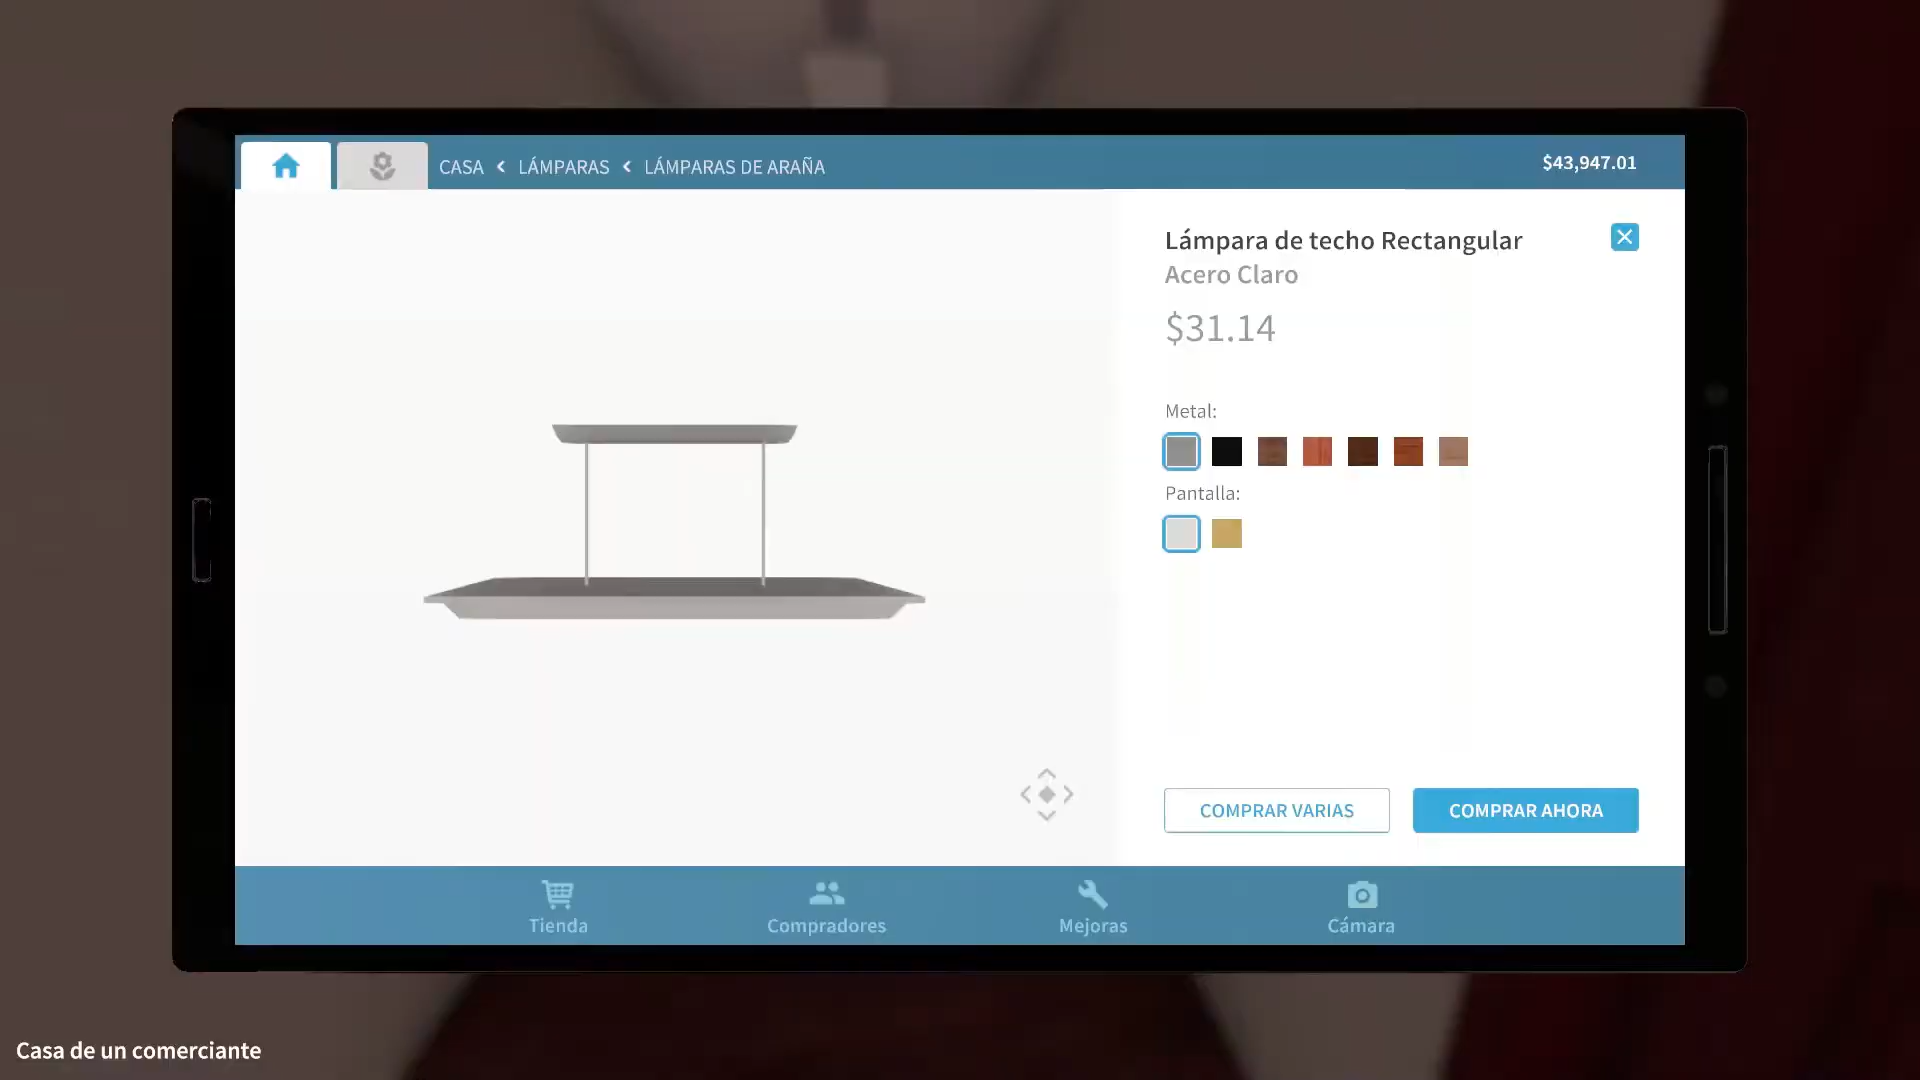 CASA < LÁMPARAS < LÁMPARAS DE ARAÑA
$43,947.01
Lámpara de techo Rectangular
Acero Claro
$31.14
Metal:
Pantalla:
COMPRAR VARIAS
COMPRAR AHORA
Tienda
Compradores
Mejoras
Cámara
Casa de un comerciante